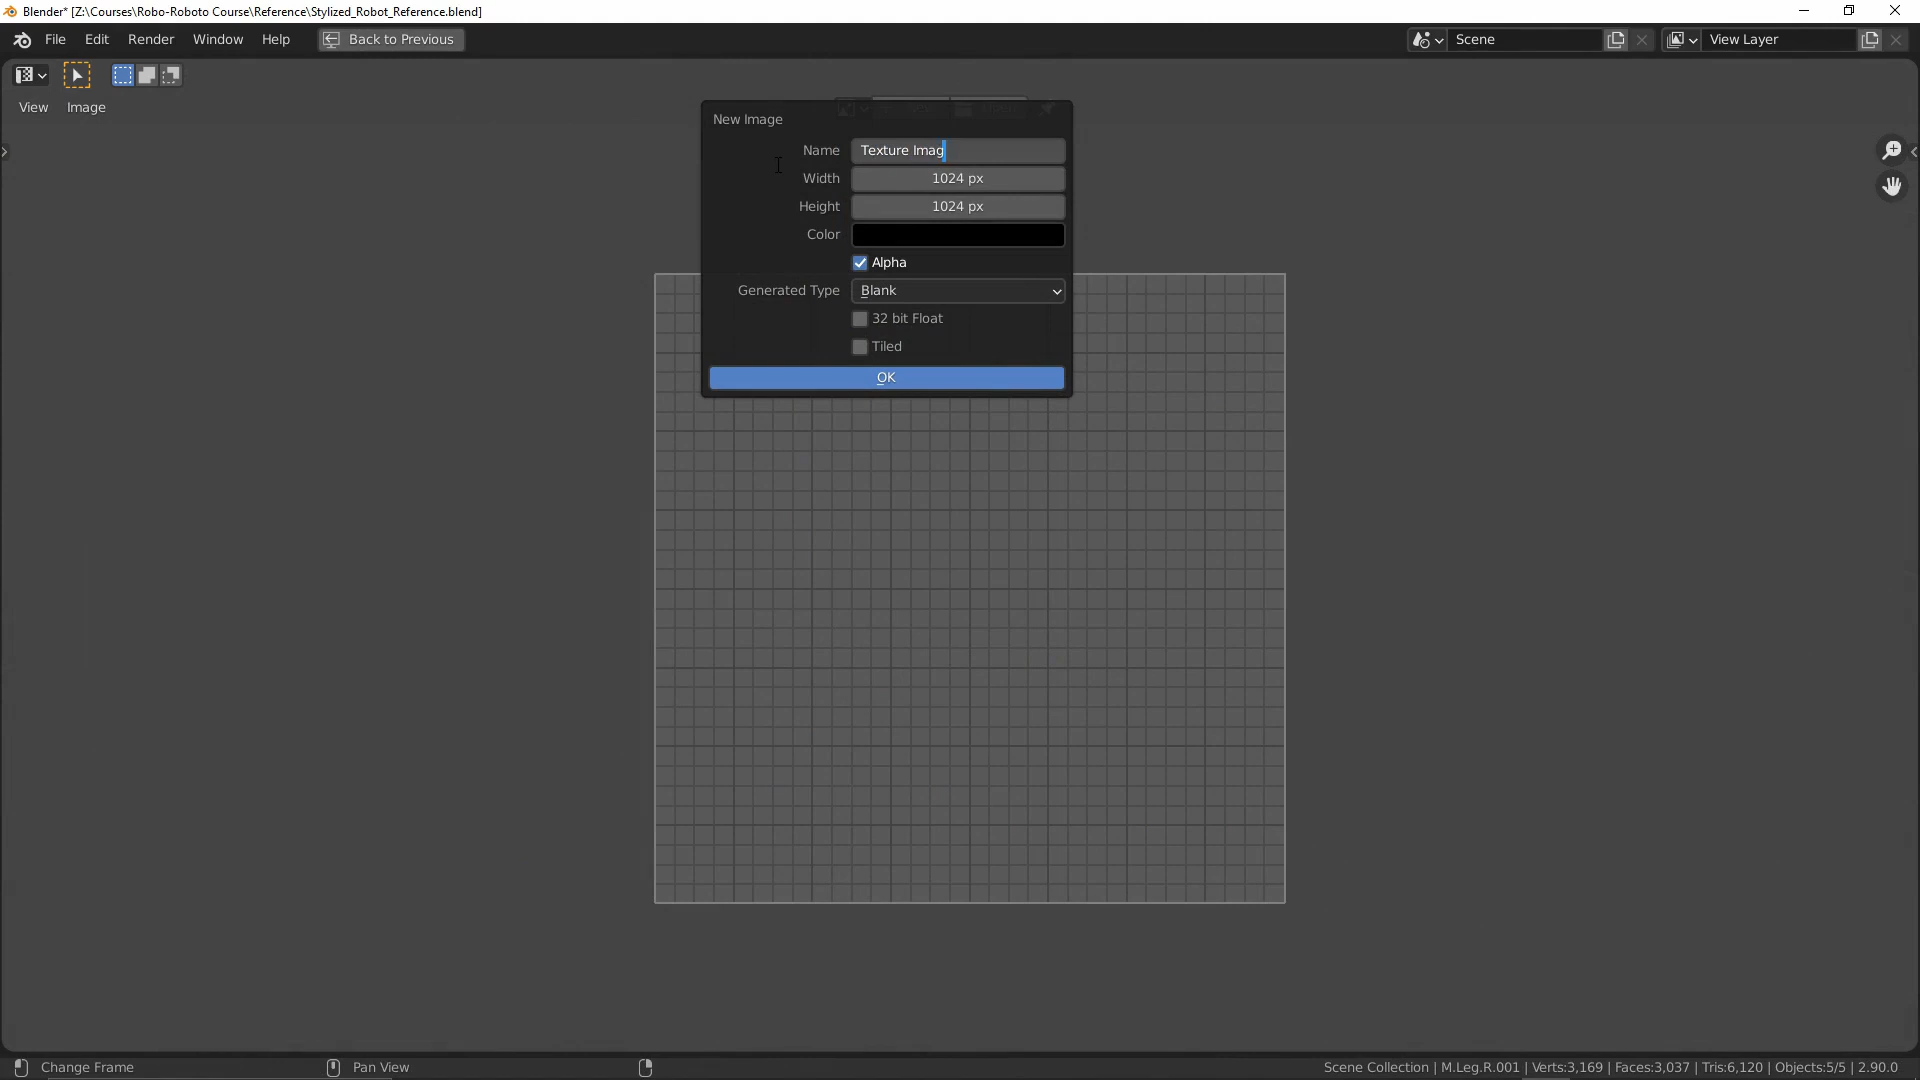 Blender* [Z:\Courses\Robo-Roboto Course\Reference\Stylized_Robot_Reference.blend]
File Edit Render Window Help Back to Previous Scene View Layer
View Image
New Image
Name Texture Imag
Width 1024 px
Height 1024 px
Color
Alpha
Generated Type Blank
32 bit Float
Tiled
OK
Change Frame Pan View Scene Collection | M.Leg.R.001 | Verts:3,169 | Faces:3,037 | Tris:6,120 | Objects:5/5 | 2.90.0